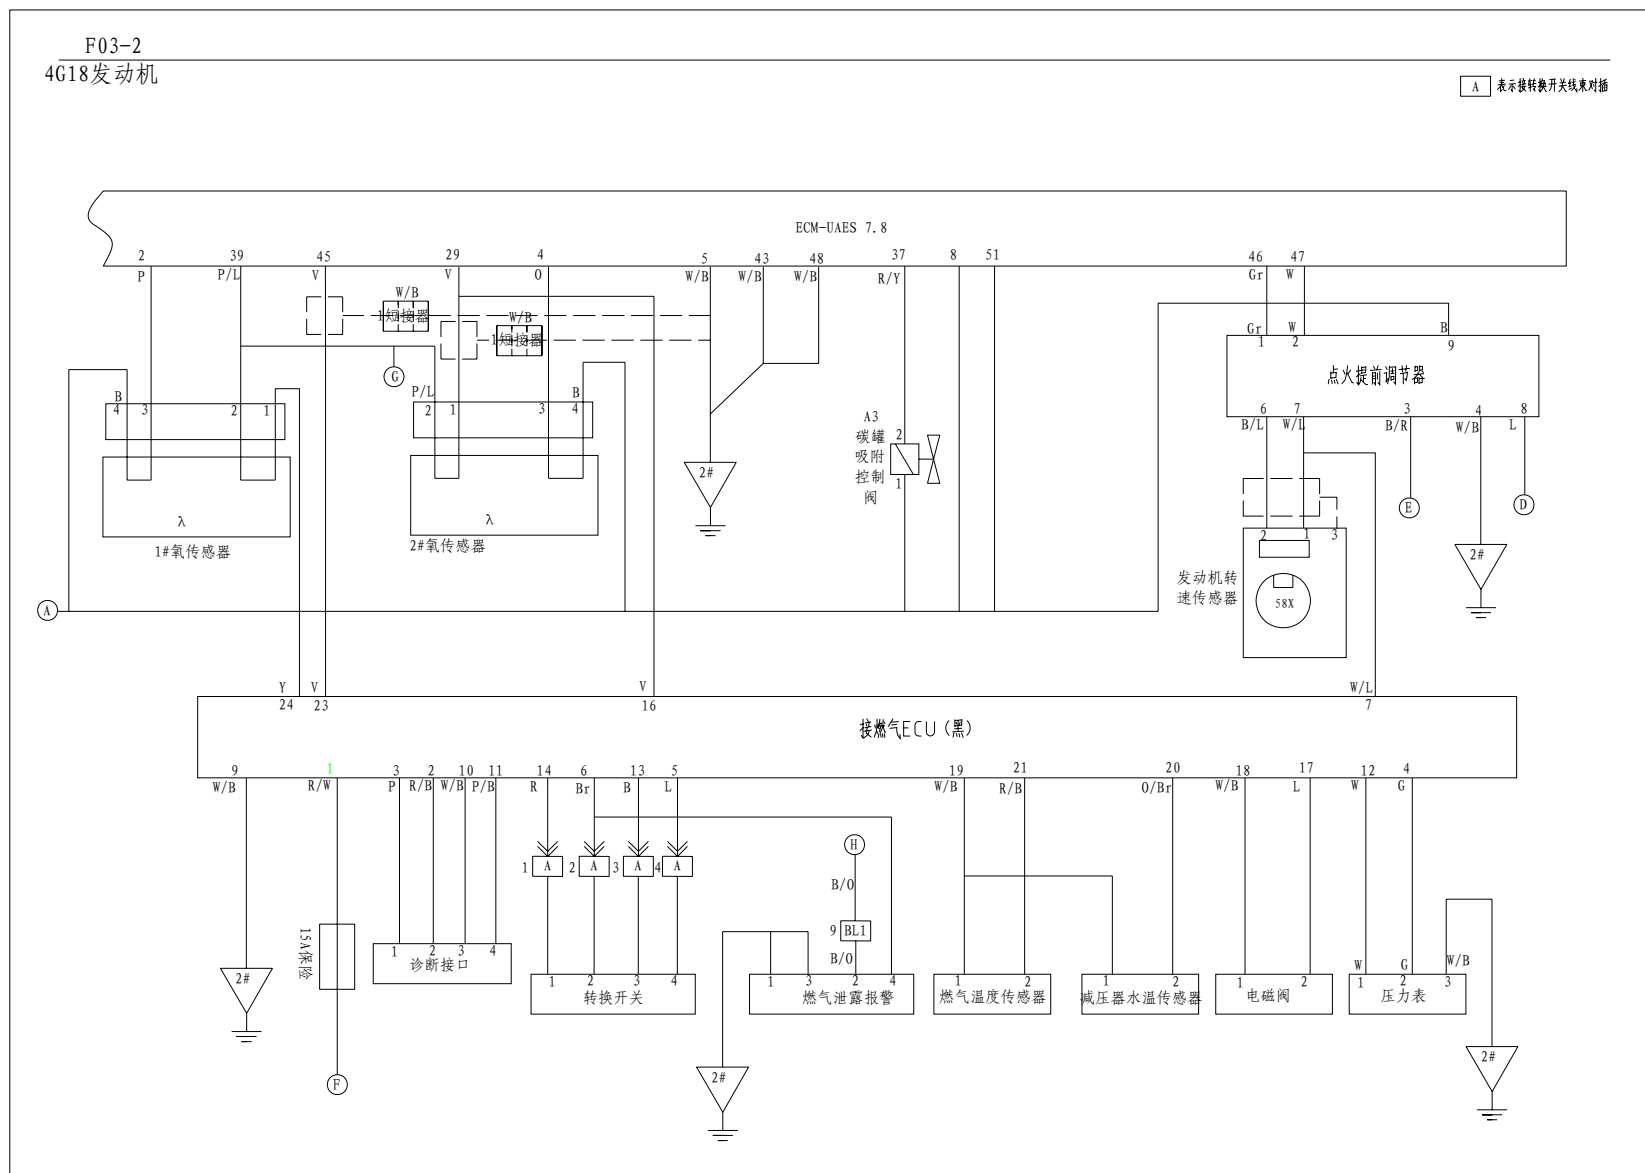 F03-2
4G18发动机
A 表示接转换开关线束对插
ECM-UAES 7.8
2 39 45 29 4 5 43 48 37 8 51 46 47
P P/L V V O W/B W/B W/B R/Y Gr W
W/B
1短接器
W/B
1短接器
G
Gr W B
1 2 9
点火提前调节器
6 7 3 4 8
B/L W/L B/R W/B L
B
4 3 2 1
P/L B
2 1 3 4
λ
1#氧传感器
λ
2#氧传感器
2#
A3
碳罐
吸附
控制
阀
2
1
E
D
2#
2 1 3
发动机转
速传感器
58X
A
Y V V W/L
24 23 16 7
接燃气ECU(黑)
9 1 3 2 10 11 14 6 13 5 19 21 20 18 17 12 4
W/B R/W P R/B W/B P/B R Br B L W/B R/B O/Br W/B L W G
1 A 2 A 3 A 4 A
H
B/O
9 BL1
B/O
15A保险
1 2 3 4
诊断接口
1 2 3 4
转换开关
1 3 2 4
燃气泄露报警
1 2
燃气温度传感器
1 2
减压器水温传感器
1 2
电磁阀
W G W/B
1 2 3
压力表
2#
F
2#
2#